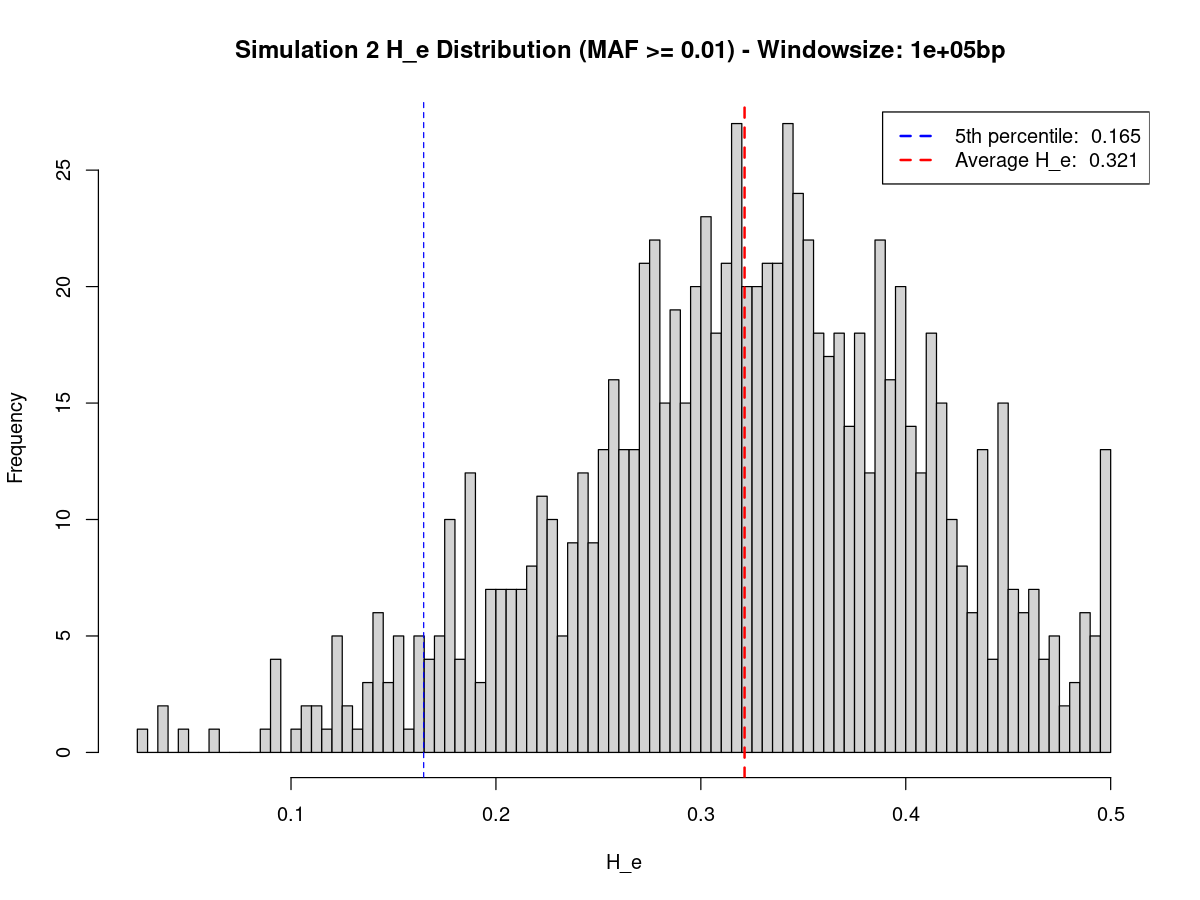 Simulation 2 H_e Distribution (MAF >= 0.01) - Windowsize: 1e+05bp
5th percentile: 0.165
Average H_e: 0.321
Frequency
25
20
15
10
5
0
0.1 0.2 0.3 0.4 0.5
H_e